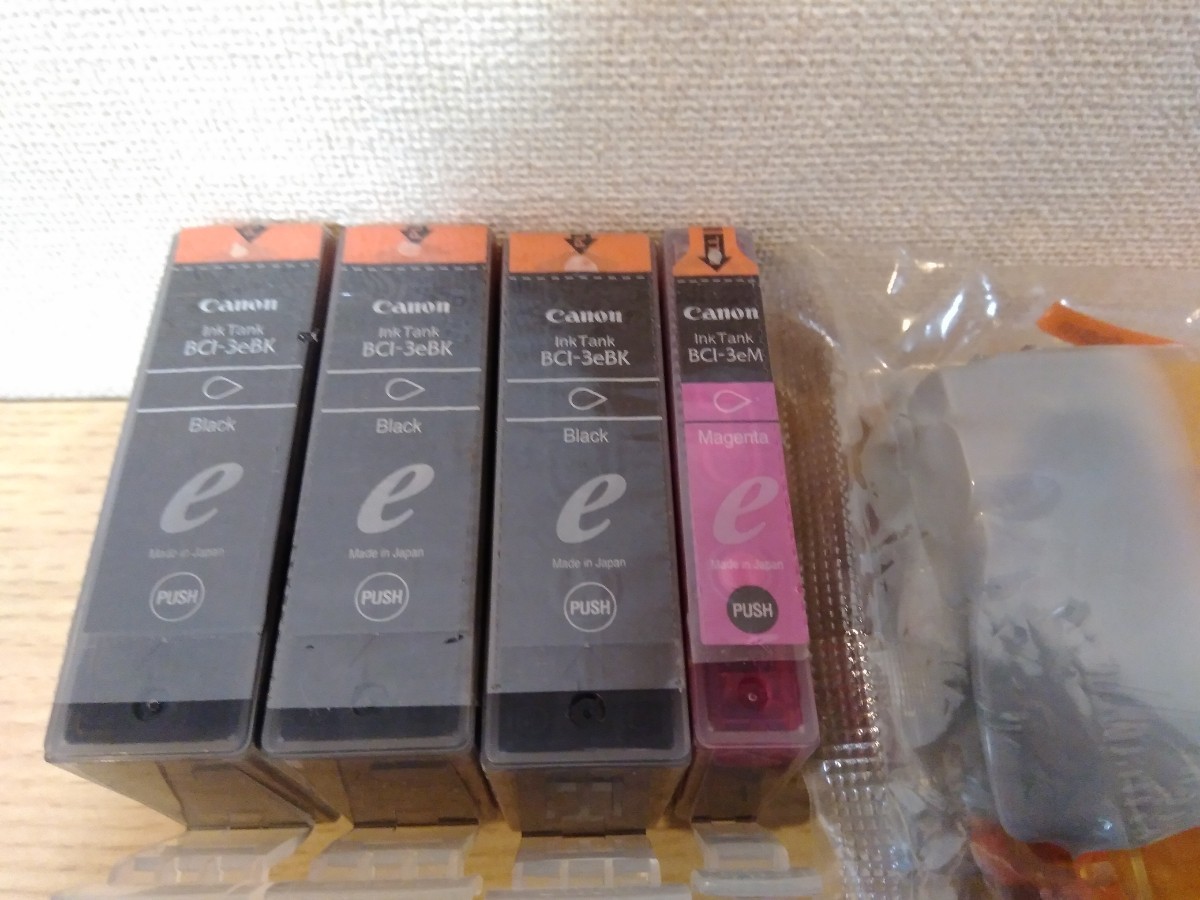 Canon
Ink Tank
BCI-3eBK
Black
e
Made in Japan
PUSH
Canon
Ink Tank
BCI-3eBK
Black
e
Made in Japan
PUSH
Canon
Ink Tank
BCI-3eBK
Black
e
Made in Japan
PUSH
Canon
Ink Tank
BCI-3eM
Magenta
e
Made in Japan
PUSH